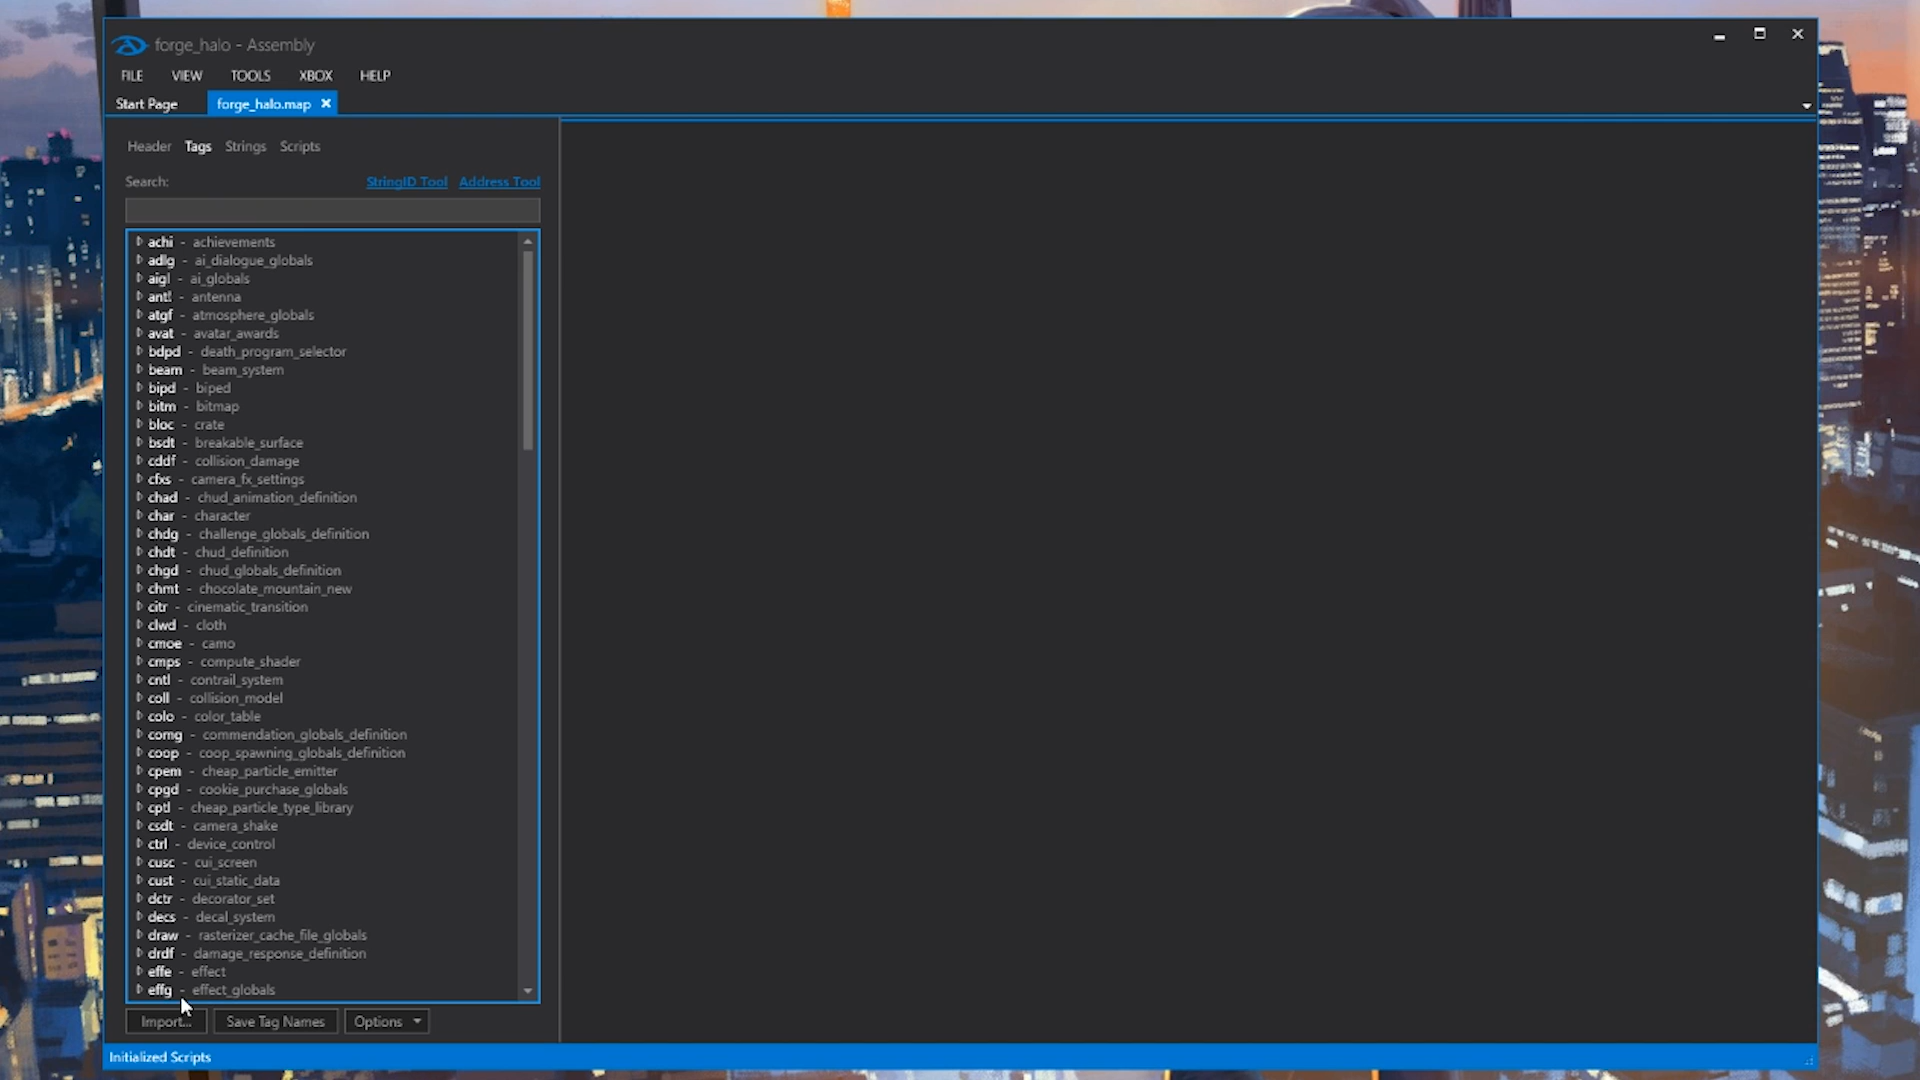 forge_halo - Assembly
FILE VIEW TOOLS XBOX HELP
Start Page forge_halo.map
Header Tags Strings Scripts
Search: StringID Tool Address Tool
achi - achievements
adlg - ai_dialogue_globals
aigl - ai_globals
ant! - antenna
atgf - atmosphere_globals
avat - avatar_awards
bdpd - death_program_selector
beam - beam_system
bipd - biped
bitm - bitmap
bloc - crate
bsdt - breakable_surface
cddf - collision_damage
cfxs - camera_fx_settings
chad - chud_animation_definition
char - character
chdg - challenge_globals_definition
chdt - chud_definition
chgd - chud_globals_definition
chmt - chocolate_mountain_new
citr - cinematic_transition
clwd - cloth
cmoe - camo
cmps - compute_shader
cntl - contrail_system
coll - collision_model
colo - color_table
comg - commendation_globals_definition
coop - coop_spawning_globals_definition
cpem - cheap_particle_emitter
cpgd - cookie_purchase_globals
cptl - cheap_particle_type_library
csdt - camera_shake
ctrl - device_control
cusc - cui_screen
cust - cui_static_data
dctr - decorator_set
decs - decal_system
draw - rasterizer_cache_file_globals
drdf - damage_response_definition
effe - effect
effg - effect_globals
Import... Save Tag Names Options
Initialized Scripts